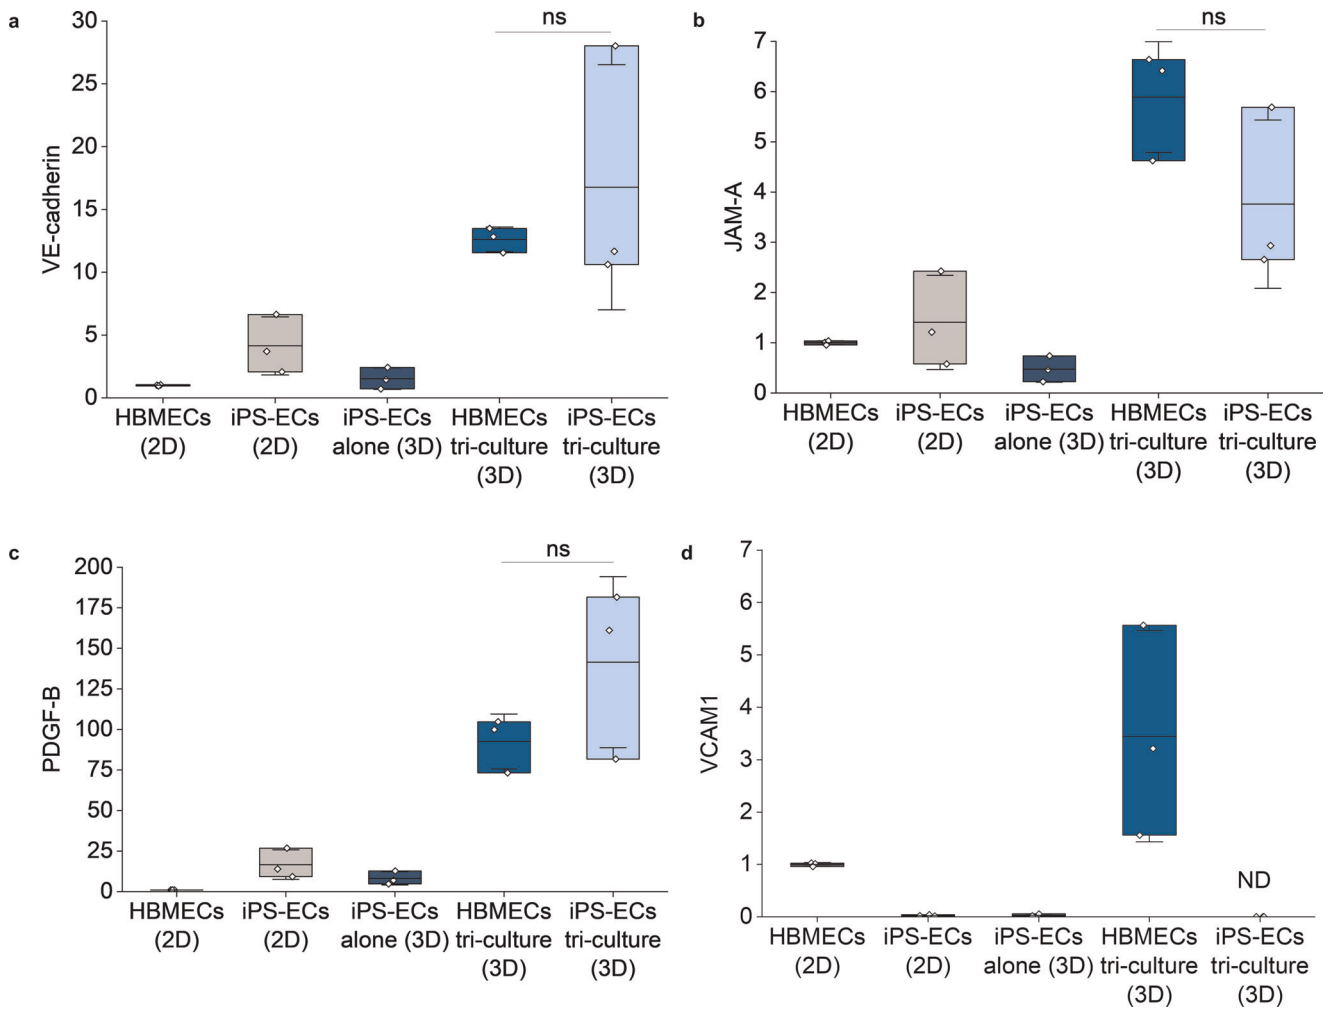 a
ns
VE-cadherin
30
25
20
15
10
5
0
HBMECs iPS-ECs iPS-ECs HBMECs iPS-ECs
(2D) (2D) alone (3D) tri-culture tri-culture
(3D) (3D)
b
ns
JAM-A
7
6
5
4
3
2
1
0
HBMECs iPS-ECs iPS-ECs HBMECs iPS-ECs
(2D) (2D) alone (3D) tri-culture tri-culture
(3D) (3D)
c
ns
PDGF-B
200
175
150
125
100
75
50
25
0
HBMECs iPS-ECs iPS-ECs HBMECs iPS-ECs
(2D) (2D) alone (3D) tri-culture tri-culture
(3D) (3D)
d
VCAM1
7
6
5
4
3
2
1
0
ND
HBMECs iPS-ECs iPS-ECs HBMECs iPS-ECs
(2D) (2D) alone (3D) tri-culture tri-culture
(3D) (3D)